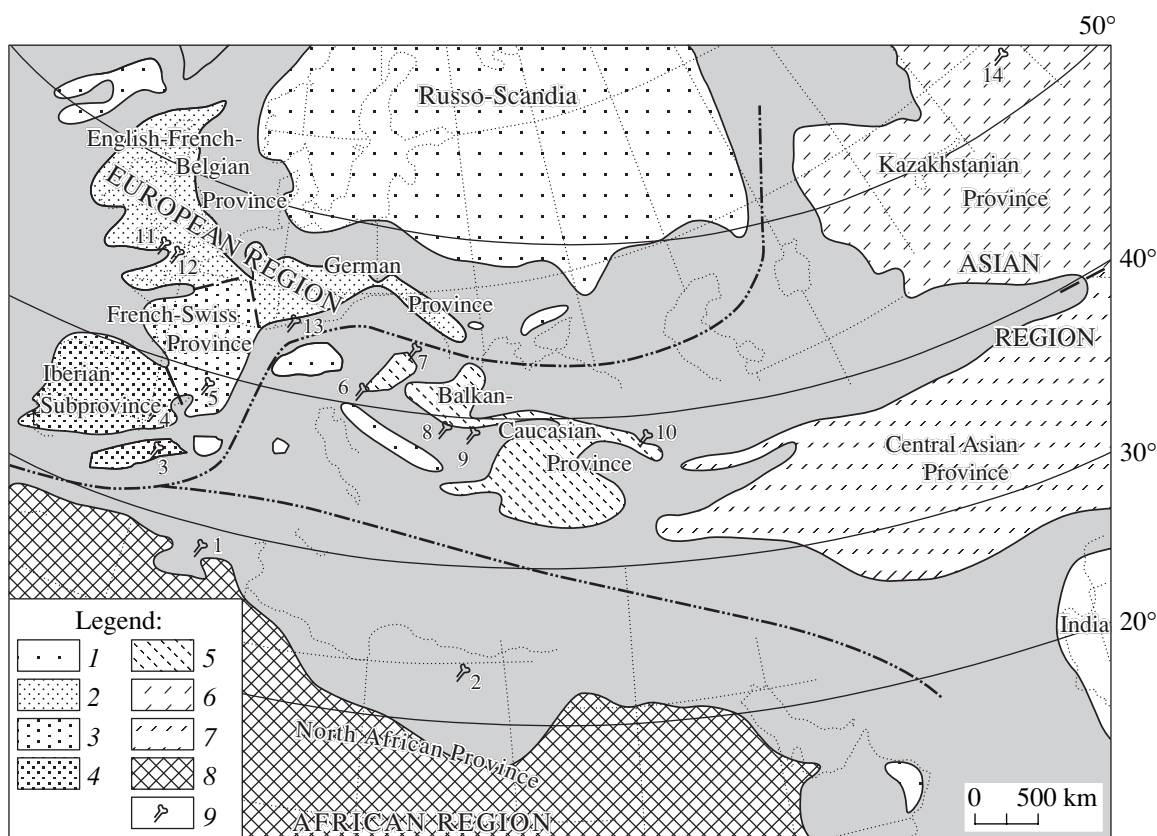 50°
14
Russo-Scandia
English-French-
Belgian
Province
Kazakhstanian
Province
EUROPEAN REGION
11
12
German
Province
ASIAN
REGION
40°
French-Swiss
Province
13
Iberian
Subprovince
4
5
3
6
7
Balkan-
Caucasian
Province
8
9
10
Central Asian
Province
30°
1
2
India
20°
North African Province
AFRICAN REGION
Legend:
1
2
3
4
5
6
7
8
9
0 500 km